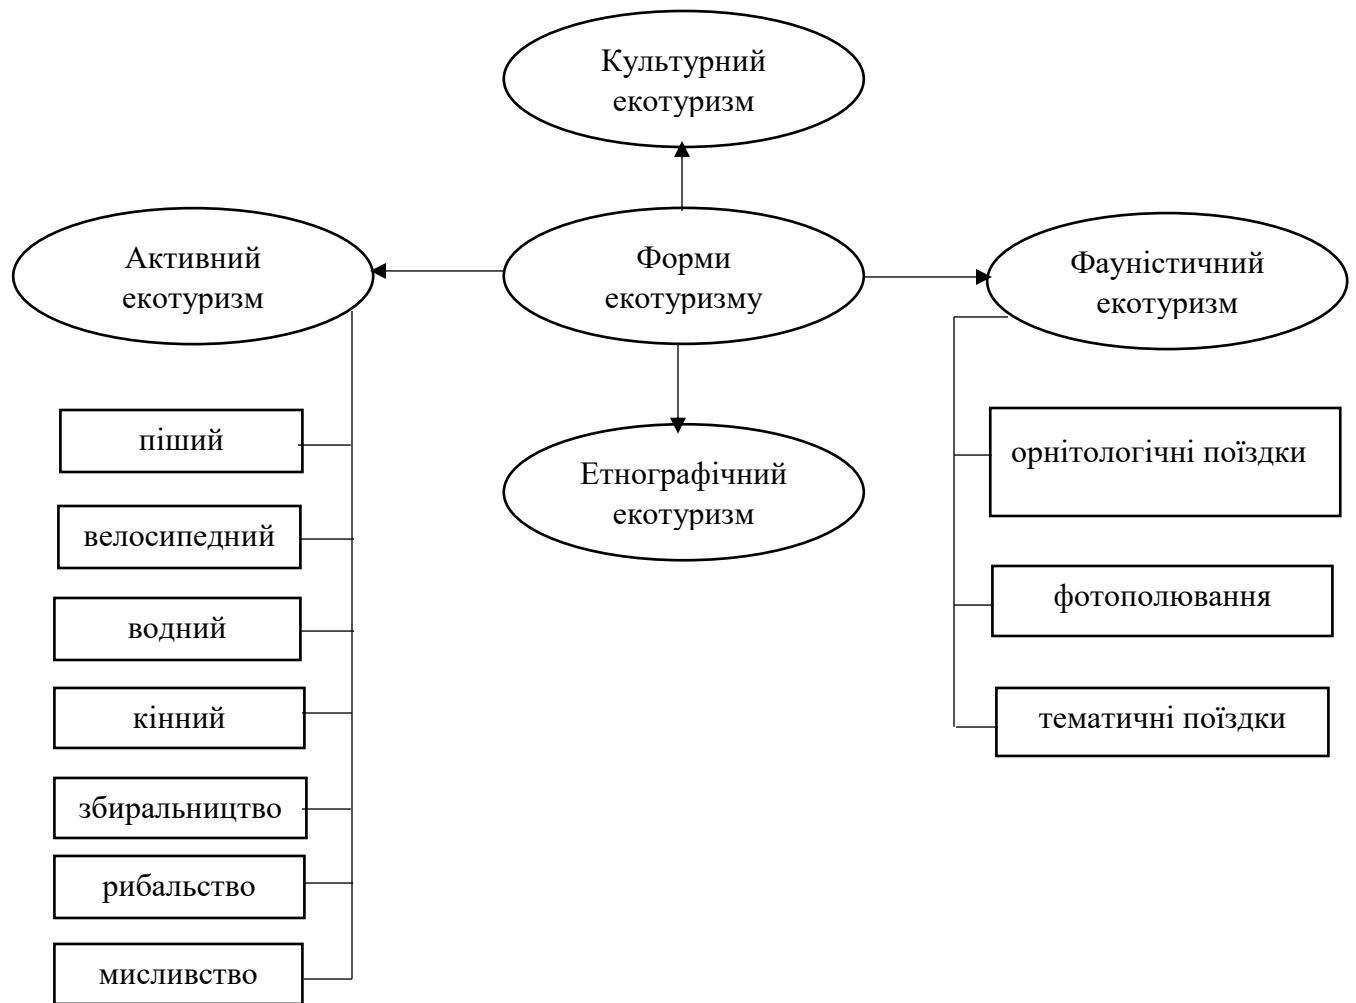 Культурний
екотуризм
Активний
екотуризм
Форми
екотуризму
Фауністичний
екотуризм
Етнографічний
екотуризм
піший
велосипедний
водний
кінний
збиральництво
рибальство
мисливство
орнітологічні поїздки
фотополювання
тематичні поїздки